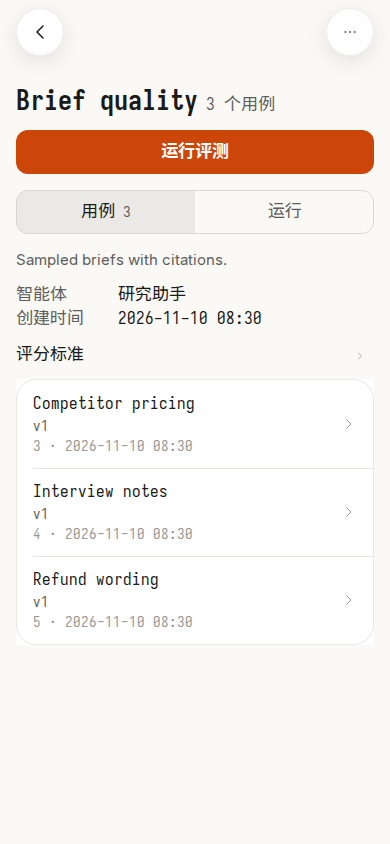 Brief quality 3 个用例
运行评测
用例 3
运行
Sampled briefs with citations.
智能体 研究助手
创建时间 2026-11-10 08:30
评分标准
Competitor pricing
v1
3 · 2026-11-10 08:30
Interview notes
v1
4 · 2026-11-10 08:30
Refund wording
v1
5 · 2026-11-10 08:30